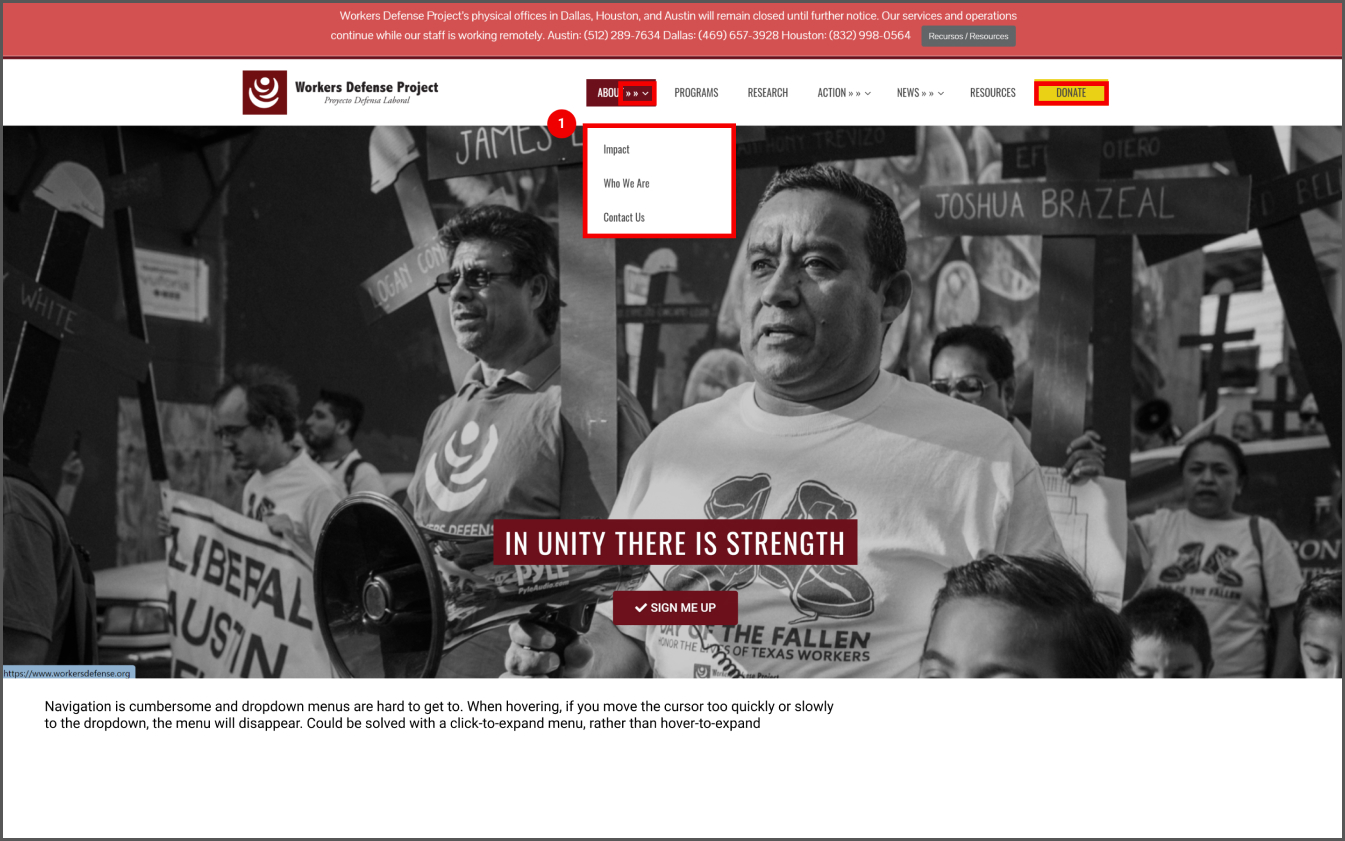 Workers Defense Project's physical offices in Dallas, Houston, and Austin will remain closed until further notice. Our services and operations
continue while our staff is working remotely. Austin: (512) 289-7634 Dallas: (469) 657-3928 Houston: (832) 998-0564 Recursos / Resources
Workers Defense Project
Proyecto Defensa Laboral
ABOU » » PROGRAMS RESEARCH ACTION » » NEWS » » RESOURCES DONATE
1
Impact
Who We Are
Contact Us
JAMES
ANTHONY TREVIZO
OTERO
JOSHUA BRAZEAL
LOGAN
WHITE
IN UNITY THERE IS STRENGTH
PYLE
PyleAudio.com
SIGN ME UP
LIBERAL
AUSTIN
DAY OF THE FALLEN
HONOR THE LIVES OF TEXAS WORKERS
https://www.workersdefense.org
Navigation is cumbersome and dropdown menus are hard to get to. When hovering, if you move the cursor too quickly or slowly
to the dropdown, the menu will disappear. Could be solved with a click-to-expand menu, rather than hover-to-expand